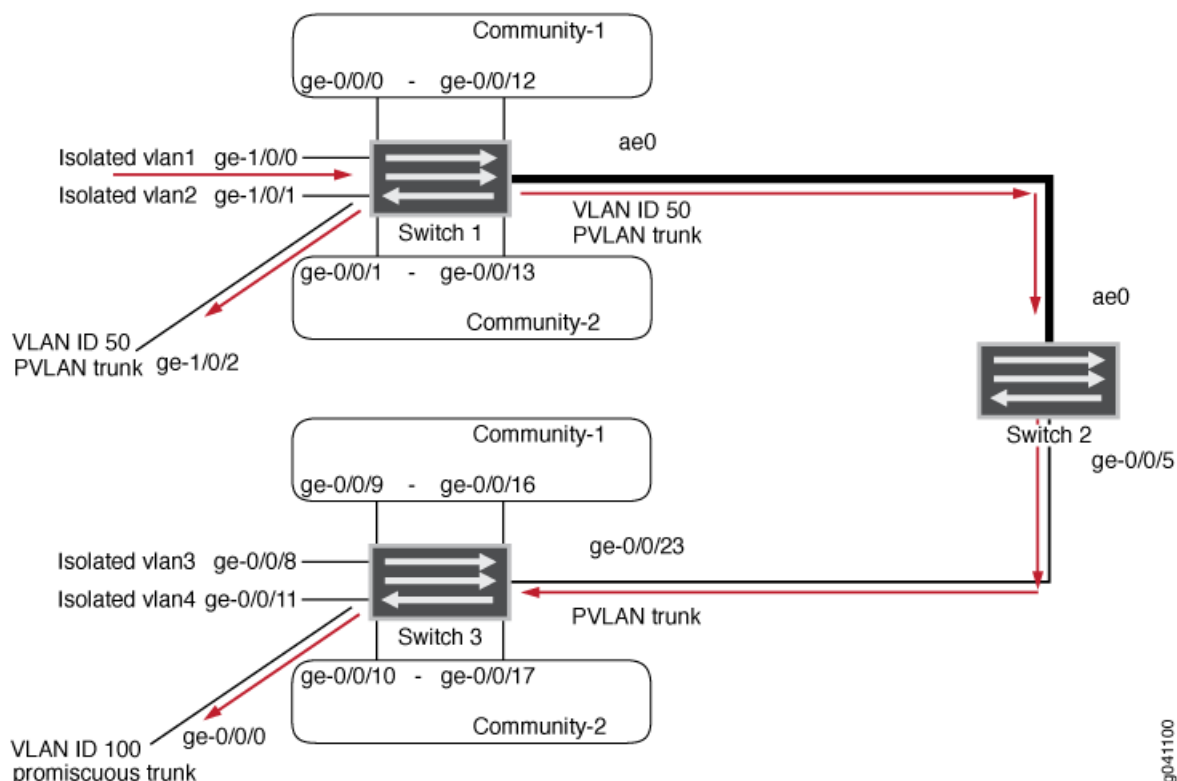 Community-1
ge-0/0/0 - ge-0/0/12
ae0
Isolated vlan1 ge-1/0/0
Isolated vlan2 ge-1/0/1
Switch 1
VLAN ID 50
PVLAN trunk
ge-0/0/1 - ge-0/0/13
Community-2
VLAN ID 50
PVLAN trunk
ge-1/0/2
ae0
Switch 2
ge-0/0/5
Community-1
ge-0/0/9 - ge-0/0/16
ge-0/0/23
Isolated vlan3 ge-0/0/8
Isolated vlan4 ge-0/0/11
Switch 3
PVLAN trunk
ge-0/0/10 - ge-0/0/17
Community-2
VLAN ID 100
promiscuous trunk
ge-0/0/0
g041100